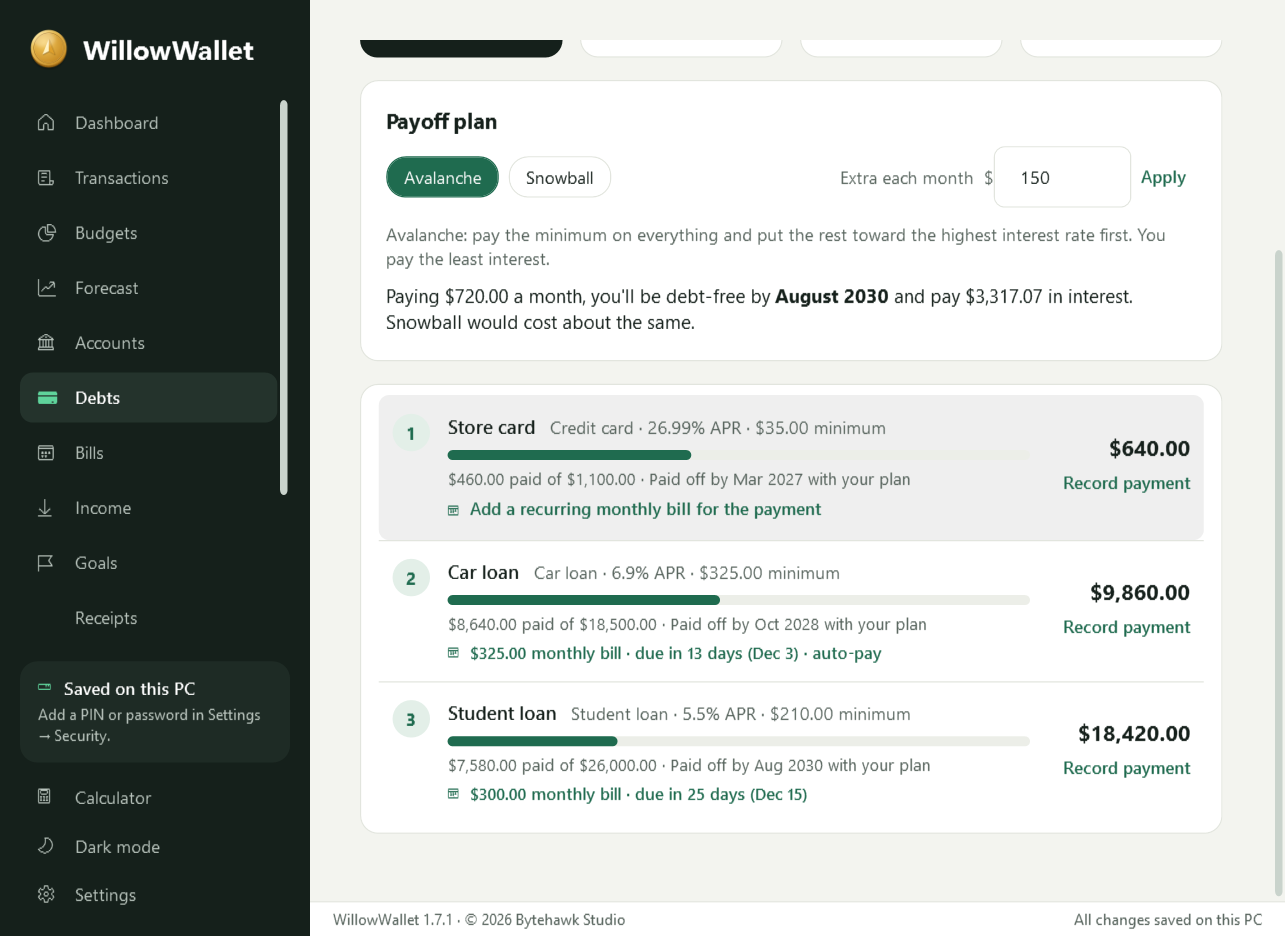 WillowWallet
Dashboard
Transactions
Budgets
Forecast
Accounts
Debts
Bills
Income
Goals
Receipts
Saved on this PC
Add a PIN or password in Settings
→ Security.
Calculator
Dark mode
Settings
Payoff plan
Avalanche
Snowball
Extra each month $ 150 Apply
Avalanche: pay the minimum on everything and put the rest toward the highest interest rate first. You
pay the least interest.
Paying $720.00 a month, you'll be debt-free by August 2030 and pay $3,317.07 in interest.
Snowball would cost about the same.
1 Store card Credit card · 26.99% APR · $35.00 minimum
$640.00
$460.00 paid of $1,100.00 · Paid off by Mar 2027 with your plan
Record payment
Add a recurring monthly bill for the payment
2 Car loan Car loan · 6.9% APR · $325.00 minimum
$9,860.00
$8,640.00 paid of $18,500.00 · Paid off by Oct 2028 with your plan
Record payment
$325.00 monthly bill · due in 13 days (Dec 3) · auto-pay
3 Student loan Student loan · 5.5% APR · $210.00 minimum
$18,420.00
$7,580.00 paid of $26,000.00 · Paid off by Aug 2030 with your plan
Record payment
$300.00 monthly bill · due in 25 days (Dec 15)
WillowWallet 1.7.1 · © 2026 Bytehawk Studio
All changes saved on this PC